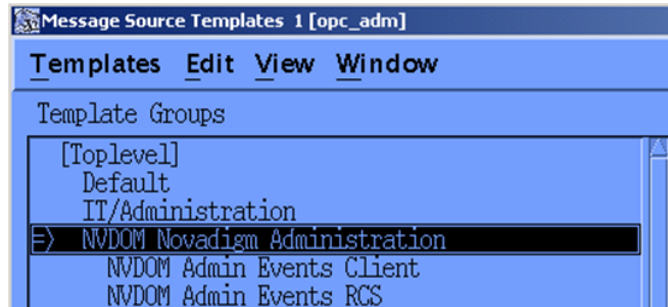 Message Source Templates 1 [opc_adm]
Templates Edit View Window
Template Groups
[Toplevel]
Default
IT/Administration
=> NVDOM Novadigm Administration
NVDOM Admin Events Client
NVDOM Admin Events RCS